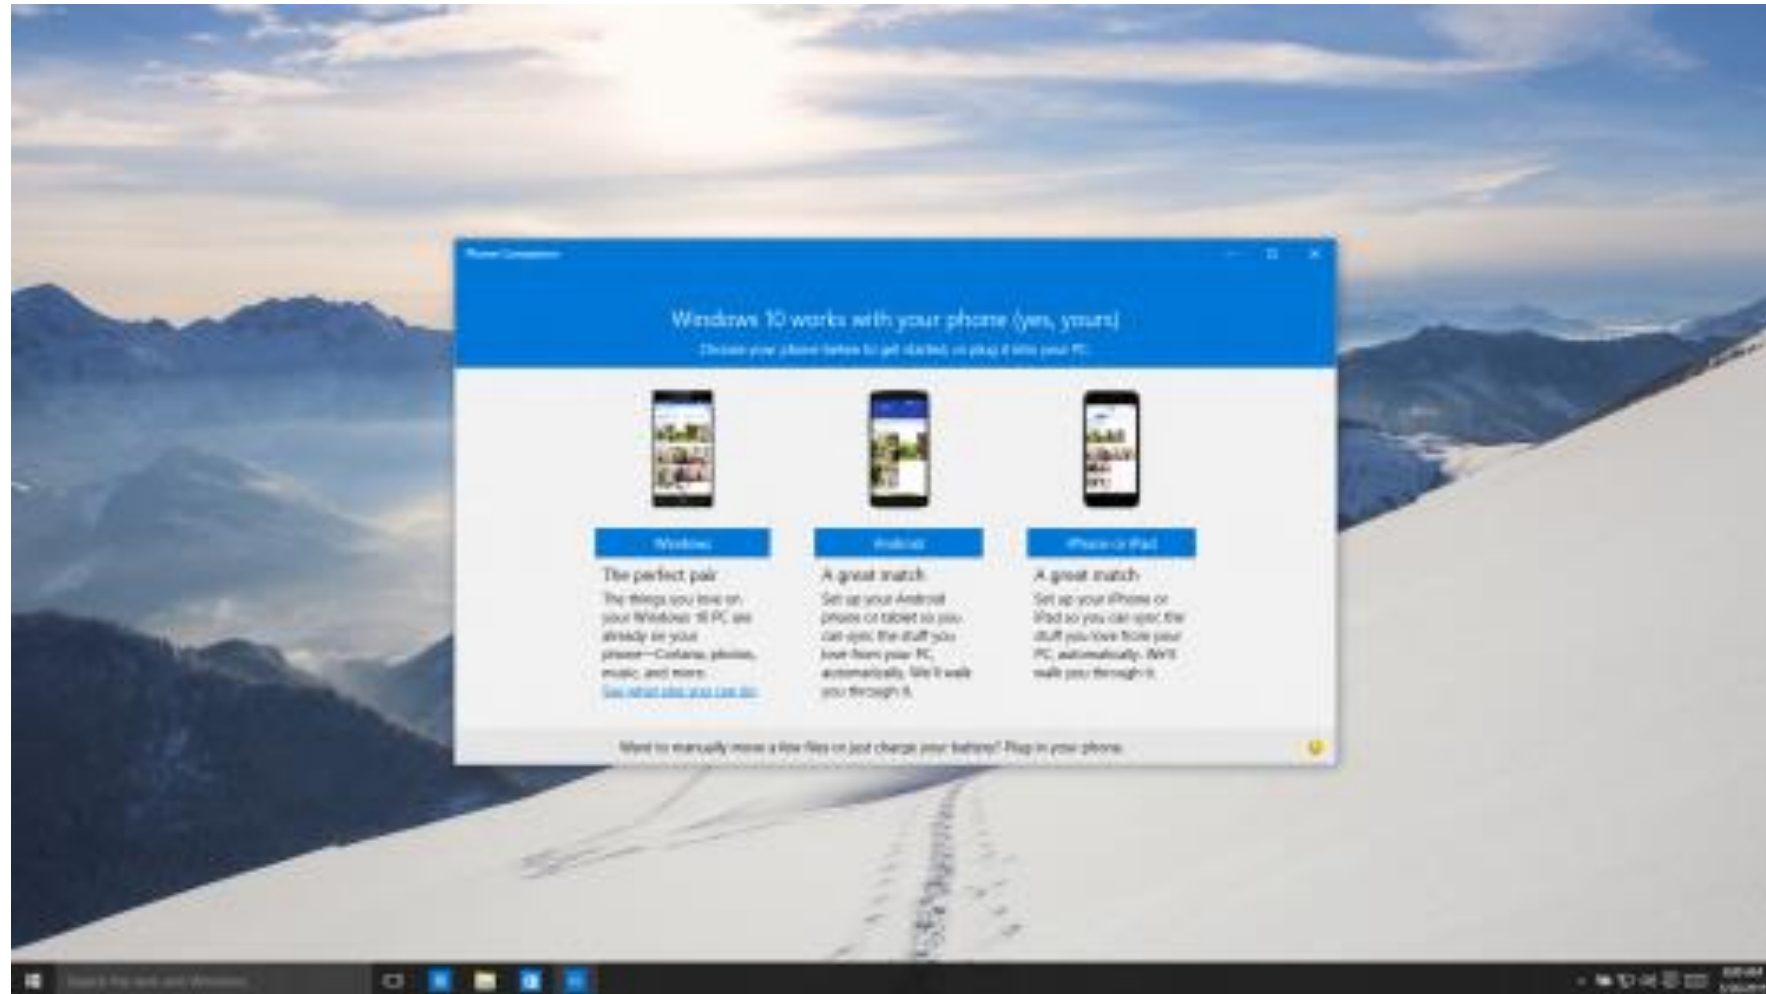 Phone Companion
Windows 10 works with your phone (yes, yours)
Choose your phone below to get started, or plug it into your PC.
Windows
Android
iPhone or iPad
The perfect pair
The things you love on
your Windows 10 PC are
already on your
phone—Cortana, photos,
music, and more.
See what else you can do
A great match
Set up your Android
phone or tablet so you
can sync the stuff you
love from your PC,
automatically. We'll walk
you through it.
A great match
Set up your iPhone or
iPad so you can sync the
stuff you love from your
PC, automatically. We'll
walk you through it.
Want to manually move a few files or just charge your battery? Plug in your phone.
Search the web and Windows